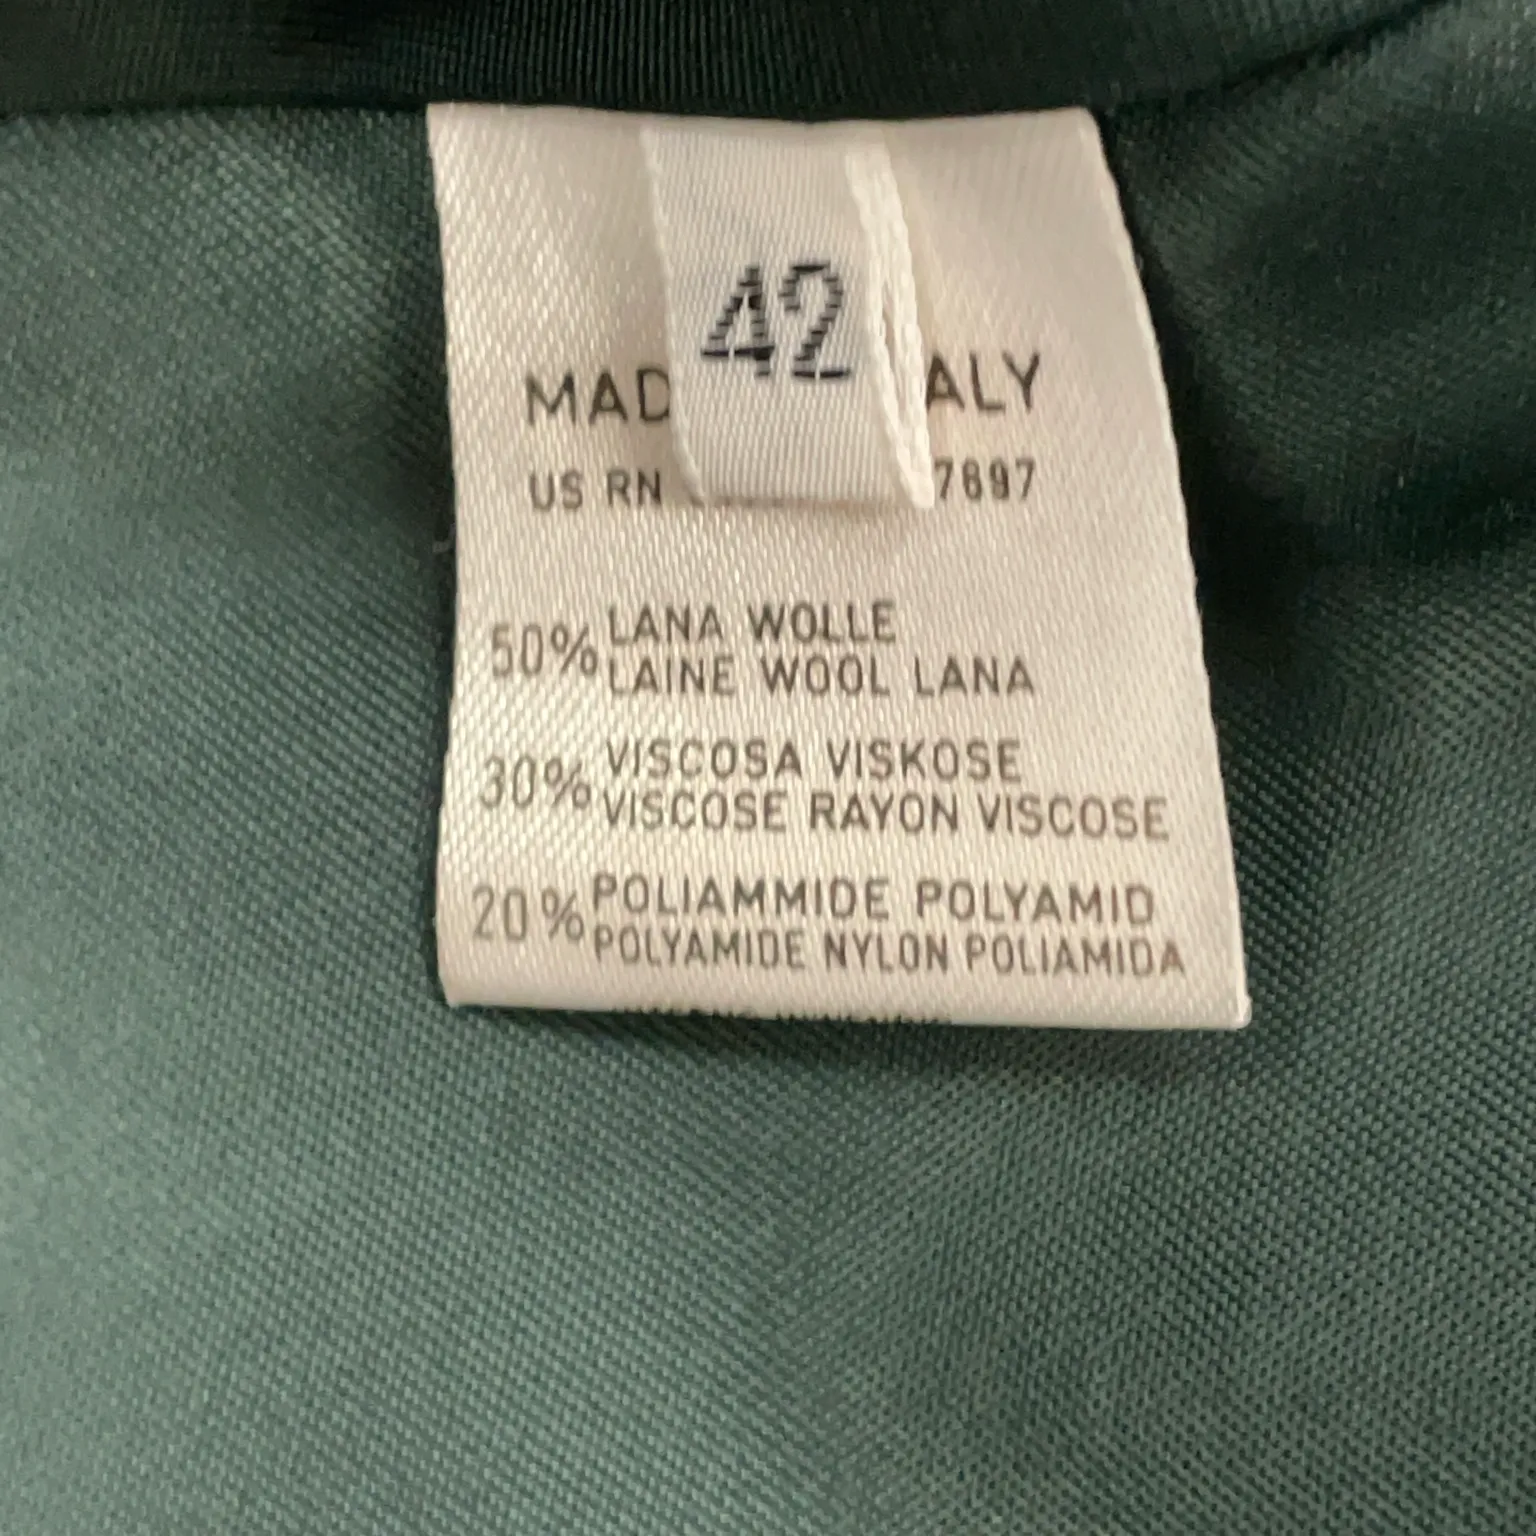 42
MAD ALY
US RN 7697
50% LANA WOLLE
LAINE WOOL LANA
30% VISCOSA VISKOSE
VISCOSE RAYON VISCOSE
20% POLIAMMIDE POLYAMID
POLYAMIDE NYLON POLIAMIDA